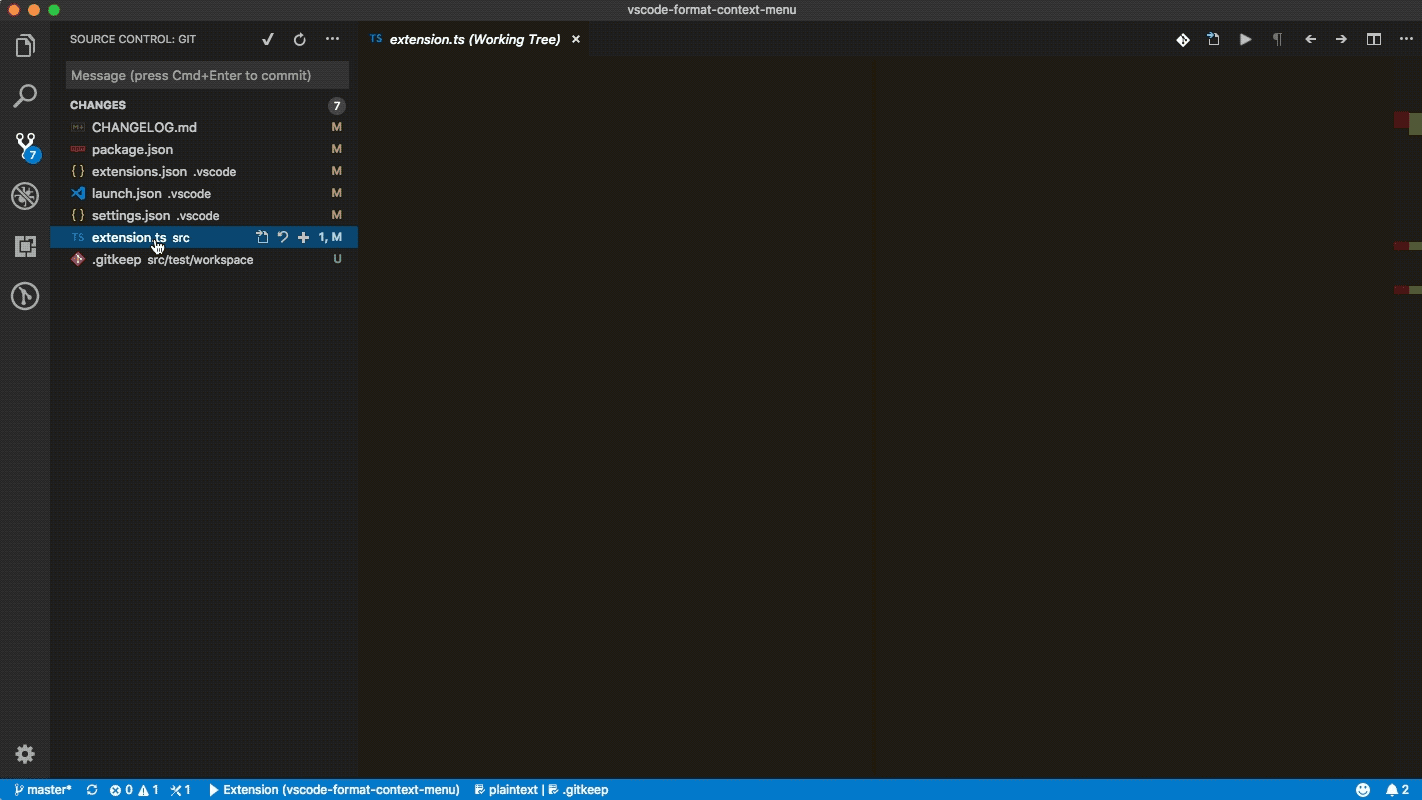 vscode-format-context-menu
SOURCE CONTROL: GIT
TS extension.ts (Working Tree)
Message (press Cmd+Enter to commit)
CHANGES 7
M+ CHANGELOG.md M
npm package.json M
{ } extensions.json .vscode M
launch.json .vscode M
{ } settings.json .vscode M
TS extension.ts src 1, M
.gitkeep src/test/workspace U
7
master* 0 1 1 Extension (vscode-format-context-menu) plaintext | .gitkeep 2